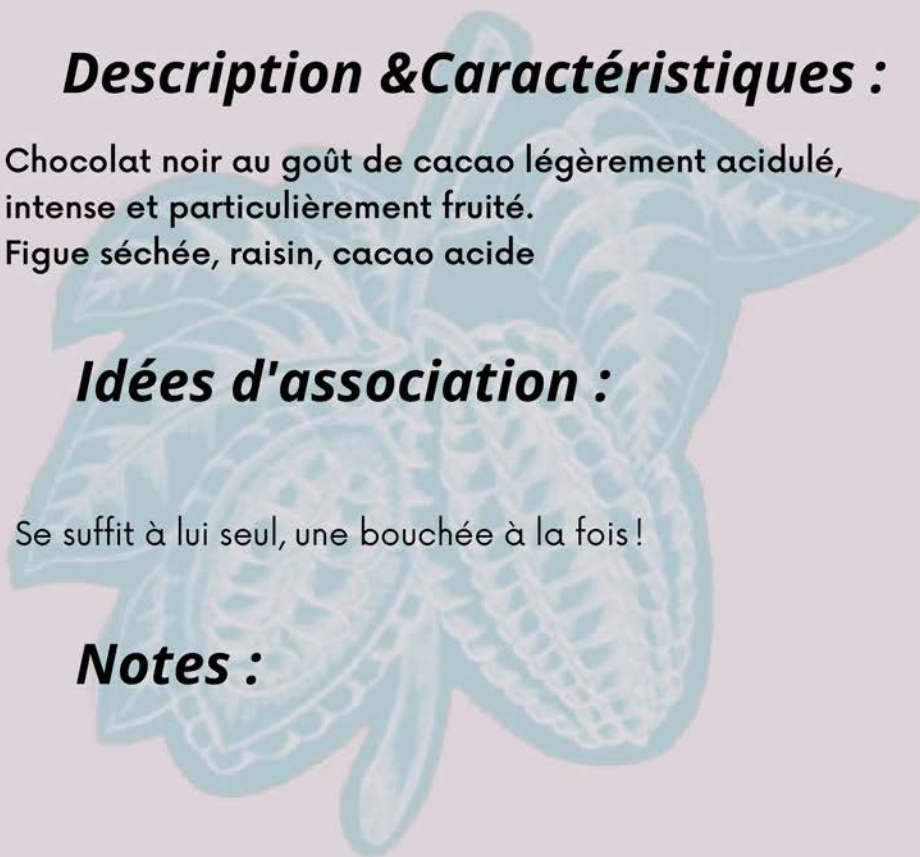 Description &Caractéristiques :
Chocolat noir au goût de cacao légèrement acidulé,
intense et particulièrement fruité.
Figue séchée, raisin, cacao acide
Idées d'association :
Se suffit à lui seul, une bouchée à la fois !
Notes :